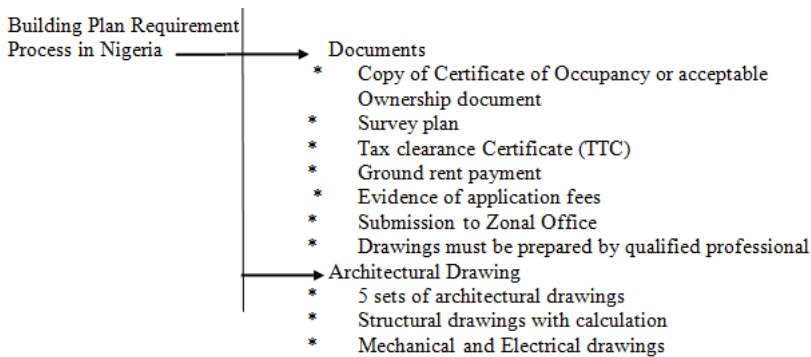 Building Plan Requirement
Process in Nigeria
Documents
* Copy of Certificate of Occupancy or acceptable
Ownership document
* Survey plan
* Tax clearance Certificate (TTC)
* Ground rent payment
* Evidence of application fees
* Submission to Zonal Office
* Drawings must be prepared by qualified professional
Architectural Drawing
* 5 sets of architectural drawings
* Structural drawings with calculation
* Mechanical and Electrical drawings